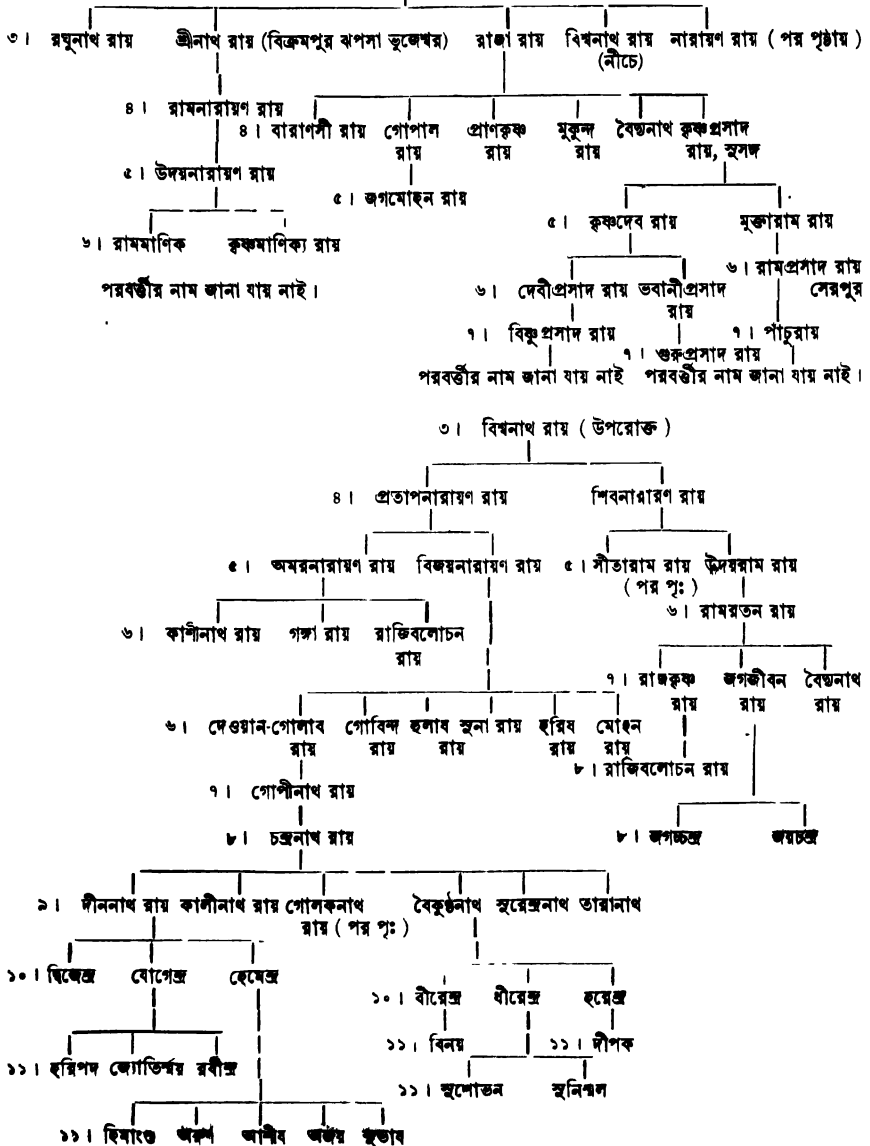 ৩। রঘুনাথ রায় শ্রীনাথ রায় (বিক্রমপুর ঝপসা ভুজেশ্বর) রাজা রায় বিশ্বনাথ রায় নারায়ণ রায় ( পর পৃষ্ঠায় )
(নীচে)
৪। রামনারায়ণ রায়
৪। বারাণসী রায় গোপাল প্রাণকৃষ্ণ মুকুন্দ বৈদ্যনাথ কৃষ্ণপ্রসাদ
রায় রায় রায় রায়, সুসঙ্গ
৫। উদয়নারায়ণ রায়
৫। জগমোহন রায়
৫। কৃষ্ণদেব রায় মুক্তারাম রায়
৬। রামমাণিক কৃষ্ণমাণিক্য রায়
৬। রামপ্রসাদ রায়
সেরপুর
পরবর্ত্তীর নাম জানা যায় নাই।
৬। দেবীপ্রসাদ রায় ভবানীপ্রসাদ
রায়
৭। বিষ্ণুপ্রসাদ রায় ৭। পাঁচুরায়
৭। গুরুপ্রসাদ রায়
পরবর্ত্তীর নাম জানা যায় নাই পরবর্ত্তীর নাম জানা যায় নাই।
৩। বিশ্বনাথ রায় ( উপরোক্ত )
৪। প্রতাপনারায়ণ রায় শিবনারায়ণ রায়
৫। অমরনারায়ণ রায় বিজয়নারায়ণ রায় ৫। সীতারাম রায় উদয়রাম রায়
( পর পৃঃ )
৬। রামরতন রায়
৬। কাশীনাথ রায় গঙ্গা রায় রাজিবলোচন
রায়
৭। রাজকৃষ্ণ জগজীবন বৈদ্যনাথ
রায় রায় রায়
৬। দেওয়ান-গোলাব গোবিন্দ গুলাব সুনা রায় হরিষ মোহন
রায় রায় রায় রায় রায়
৮। রাজিবলোচন রায়
৭। গোপীনাথ রায়
৮। চন্দ্রনাথ রায় ৮। জগচ্চন্দ্র জয়চন্দ্র
৯। দীননাথ রায় কালীনাথ রায় গোলকনাথ বৈকুণ্ঠনাথ সুরেন্দ্রনাথ তারানাথ
রায় ( পর পৃঃ )
১০। দ্বিজেন্দ্র যোগেন্দ্র হেমেন্দ্র
১০। বীরেন্দ্র ধীরেন্দ্র হরেন্দ্র
১১। বিনয় ১১। দীপক
১১। হরিপদ জ্যোতির্ম্ময় রবীন্দ্র
১১। সুশোভন সুনির্ম্মল
১১। হিমাংশু অরুণ আশীষ অজয় সুভাষ